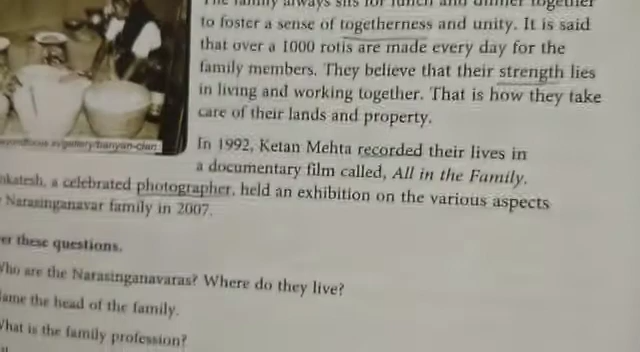 The family always sits for lunch and dinner together
to foster a sense of togetherness and unity. It is said
that over a 1000 rotis are made every day for the
family members. They believe that their strength lies
in living and working together. That is how they take
care of their lands and property.
In 1992, Ketan Mehta recorded their lives in
a documentary film called, All in the Family.
nkatesh, a celebrated photographer, held an exhibition on the various aspects
Narasinganavar family in 2007.
er these questions.
Who are the Narasinganavaras? Where do they live?
ame the head of the family.
What is the family profession?